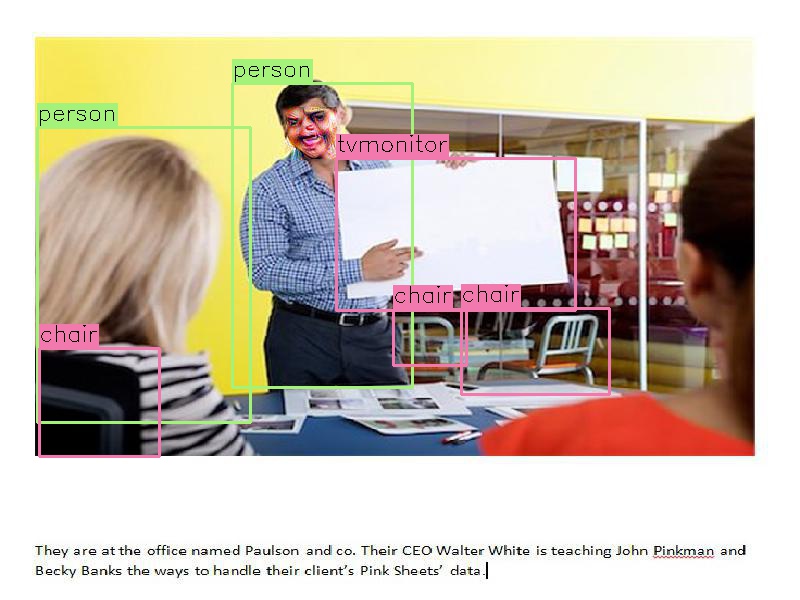 person
person
tvmonitor
chair
chair
chair
They are at the office named Paulson and co. Their CEO Walter White is teaching John Pinkman and
Becky Banks the ways to handle their client's Pink Sheets' data.